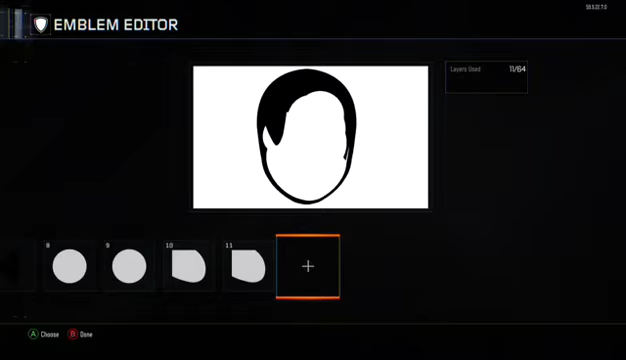 EMBLEM EDITOR
Layers Used 11/64
8 9 10 11
A Choose B Done